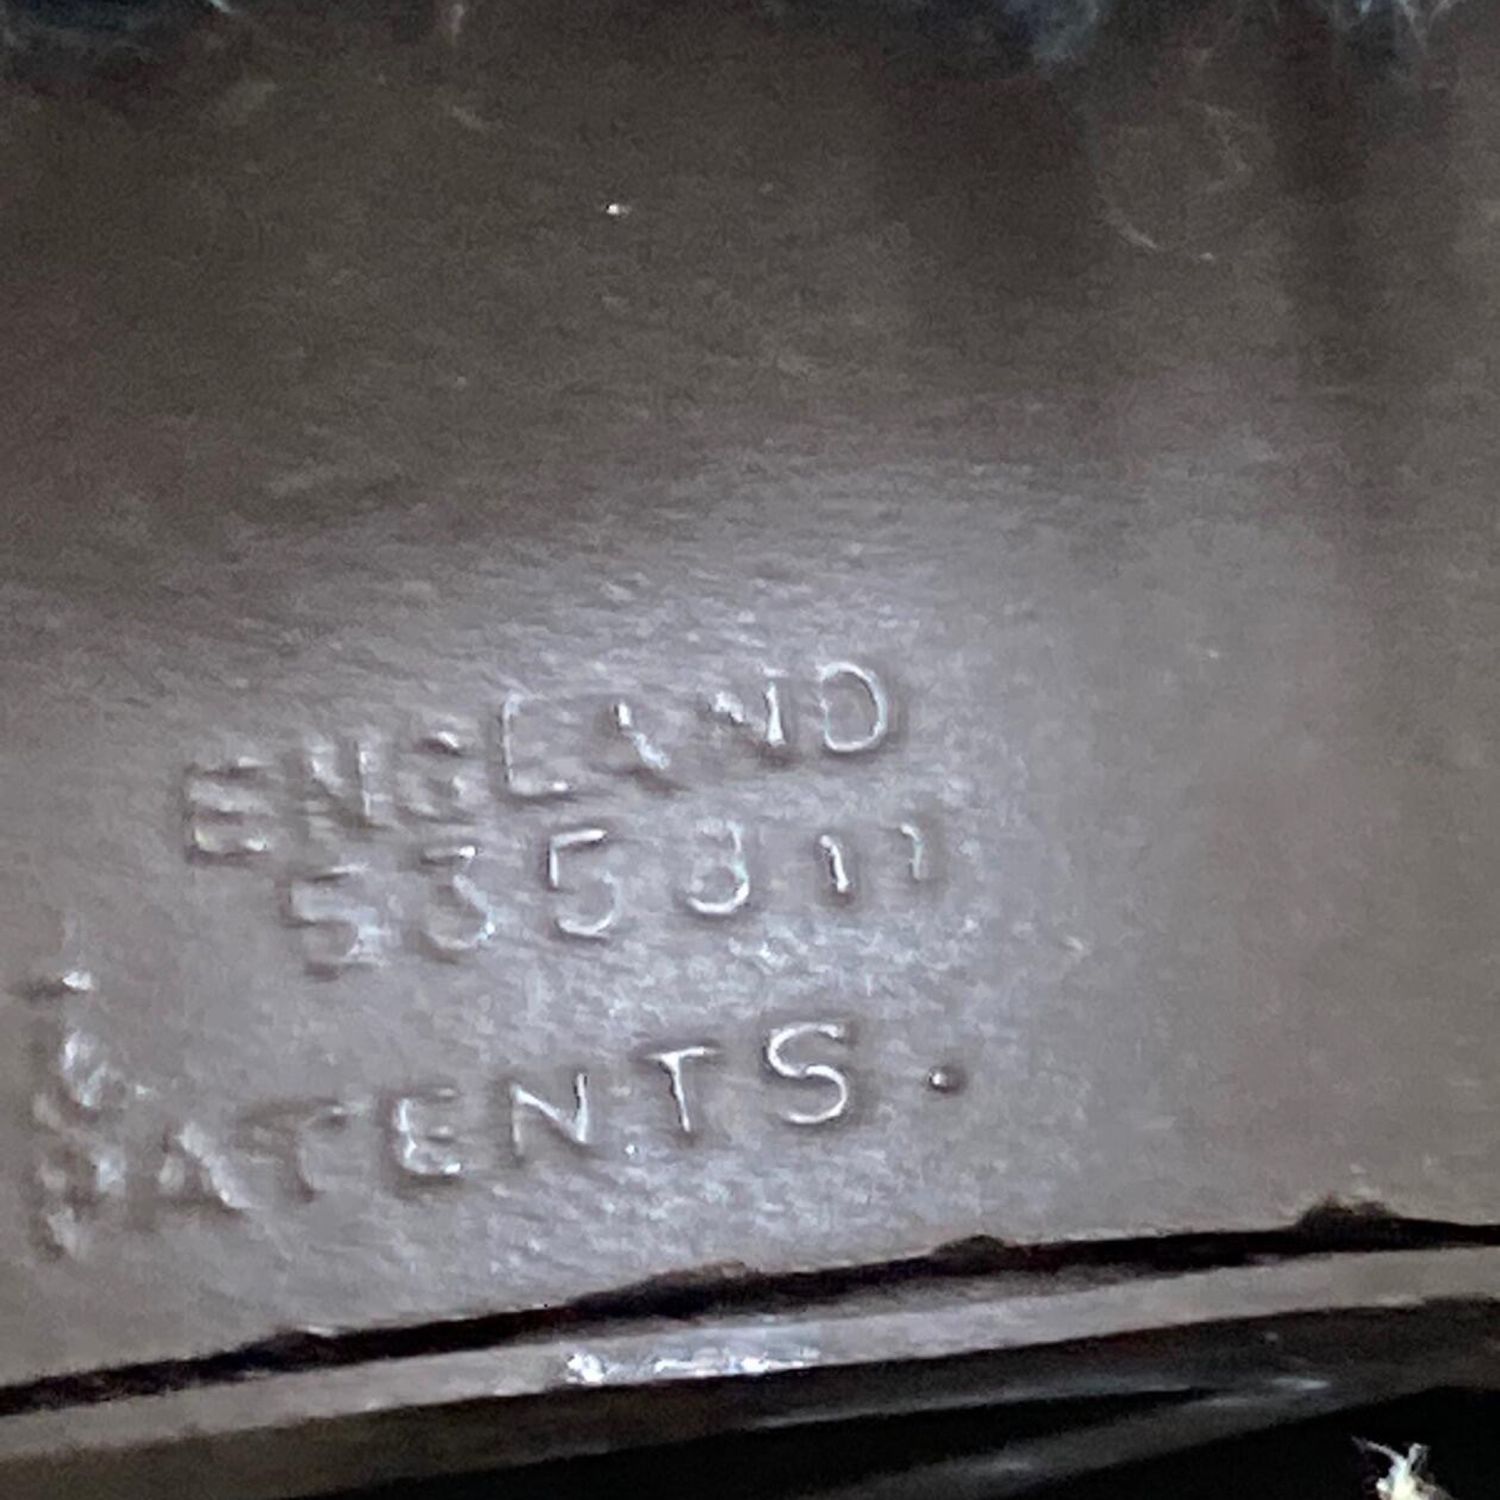 ENGLAND
535811
PATENTS.